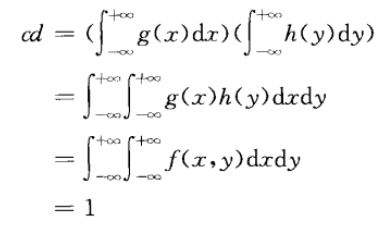 cd = (∫_{-∞}^{+∞} g(x)dx)(∫_{-∞}^{+∞} h(y)dy)
= ∫_{-∞}^{+∞} ∫_{-∞}^{+∞} g(x)h(y)dxdy
= ∫_{-∞}^{+∞} ∫_{-∞}^{+∞} f(x,y)dxdy
= 1